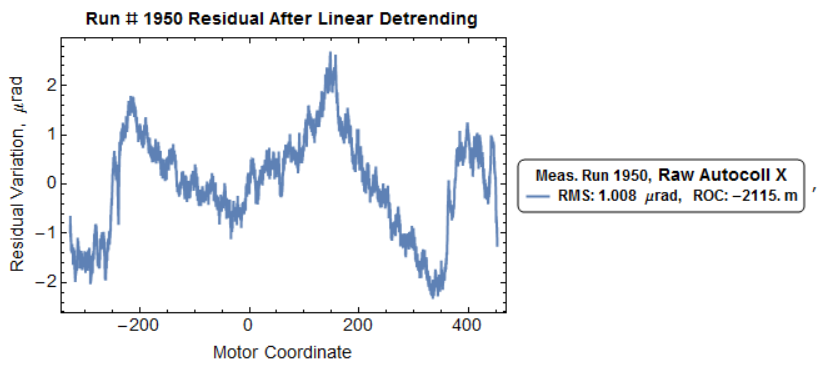 Run # 1950 Residual After Linear Detrending
Residual Variation, μrad
2
1
0
−1
−2
−200
0
200
400
Motor Coordinate
Meas. Run 1950, Raw Autocoll X
RMS: 1.008 μrad, ROC: −2115. m
,